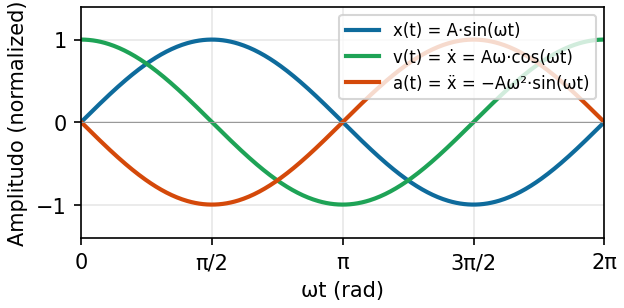 Amplitudo (normalized)
1
0
−1
x(t) = A·sin(ωt)
v(t) = ẋ = Aω·cos(ωt)
a(t) = ẍ = −Aω²·sin(ωt)
0 π/2 π 3π/2 2π
ωt (rad)